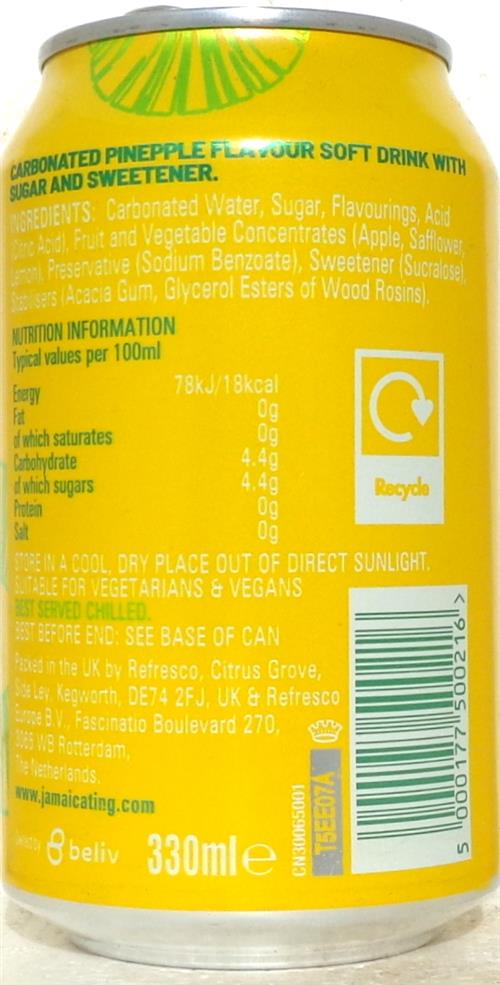 CARBONATED PINEPPLE FLAVOUR SOFT DRINK WITH
SUGAR AND SWEETENER.
INGREDIENTS: Carbonated Water, Sugar, Flavourings, Acid
(Citric Acid), Fruit and Vegetable Concentrates (Apple, Safflower,
Lemon), Preservative (Sodium Benzoate), Sweetener (Sucralose),
Stabilisers (Acacia Gum, Glycerol Esters of Wood Rosins).
NUTRITION INFORMATION
Typical values per 100ml
Energy 78kJ/18kcal
Fat 0g
of which saturates 0g
Carbohydrate 4.4g
of which sugars 4.4g
Protein 0g
Salt 0g
Recycle
STORE IN A COOL, DRY PLACE OUT OF DIRECT SUNLIGHT.
SUITABLE FOR VEGETARIANS & VEGANS
BEST SERVED CHILLED.
BEST BEFORE END: SEE BASE OF CAN
Packed in the UK by Refresco, Citrus Grove,
Side Ley, Kegworth, DE74 2FJ, UK & Refresco
Europe B.V., Fascinatio Boulevard 270,
3065 WB Rotterdam,
The Netherlands.
www.jamaicating.com
beliv
330ml e
CN30065001
T5EE07A
5 000177 500216 >